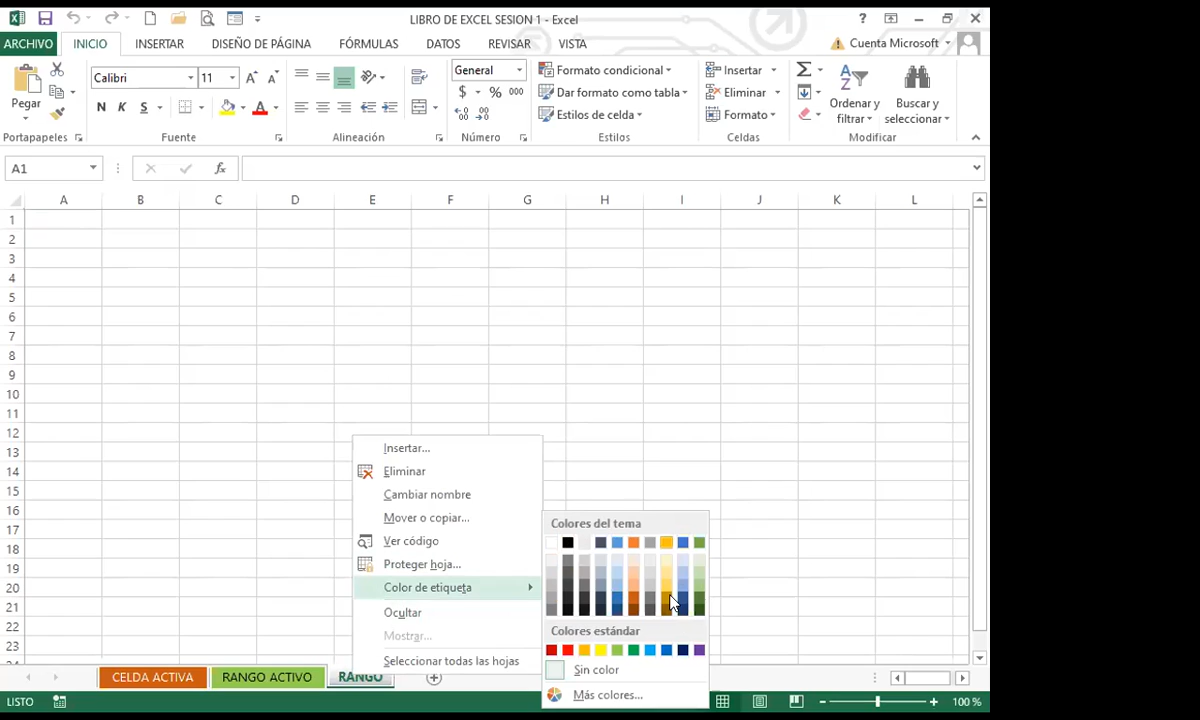 LIBRO DE EXCEL SESION 1 - Excel
?
ARCHIVO INICIO INSERTAR DISEÑO DE PÁGINA FÓRMULAS DATOS REVISAR VISTA Cuenta Microsoft
Pegar
Calibri 11
N K S A
General
$ % 000
Formato condicional
Dar formato como tabla
Estilos de celda
Insertar
Eliminar
Formato
Ordenar y filtrar
Buscar y seleccionar
Portapapeles Fuente Alineación Número Estilos Celdas Modificar
A1 fx
A B C D E F G H I J K L
1
2
3
4
5
6
7
8
9
10
11
12
13
14
15
16
17
18
19
20
21
22
23
24
Insertar...
Eliminar
Cambiar nombre
Mover o copiar...
Ver código
Proteger hoja...
Color de etiqueta
Ocultar
Mostrar...
Seleccionar todas las hojas
Colores del tema
Colores estándar
Sin color
Más colores...
CELDA ACTIVA RANGO ACTIVO RANGO
LISTO 100 %